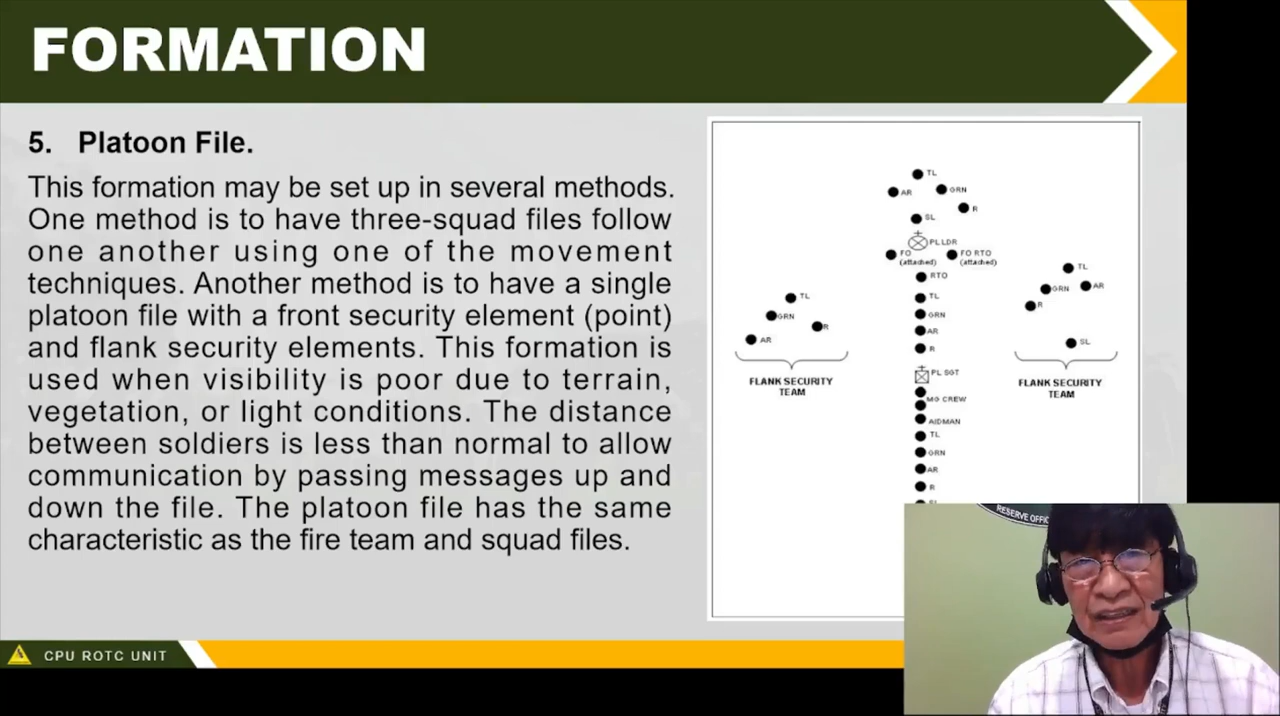 FORMATION
5. Platoon File.
This formation may be set up in several methods.
One method is to have three-squad files follow
one another using one of the movement
techniques. Another method is to have a single
platoon file with a front security element (point)
and flank security elements. This formation is
used when visibility is poor due to terrain,
vegetation, or light conditions. The distance
between soldiers is less than normal to allow
communication by passing messages up and
down the file. The platoon file has the same
characteristic as the fire team and squad files.
TL
AR
GRN
R
SL
PL LDR
FO
(attached)
FO RTO
(attached)
RTO
TL
GRN
AR
R
PL SGT
MG CREW
AIDMAN
TL
GRN
AR
R
TL
GRN
R
AR
FLANK SECURITY
TEAM
TL
GRN
AR
R
SL
FLANK SECURITY
TEAM
RESERVE
CPU ROTC UNIT